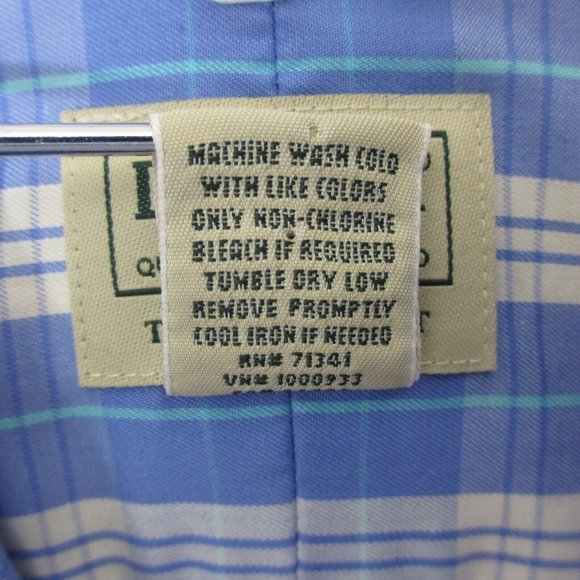 MACHINE WASH COLD
WITH LIKE COLORS
ONLY NON-CHLORINE
BLEACH IF REQUIRED
TUMBLE DRY LOW
REMOVE PROMPTLY
COOL IRON IF NEEDED
RN# 71341
VN# 1000933